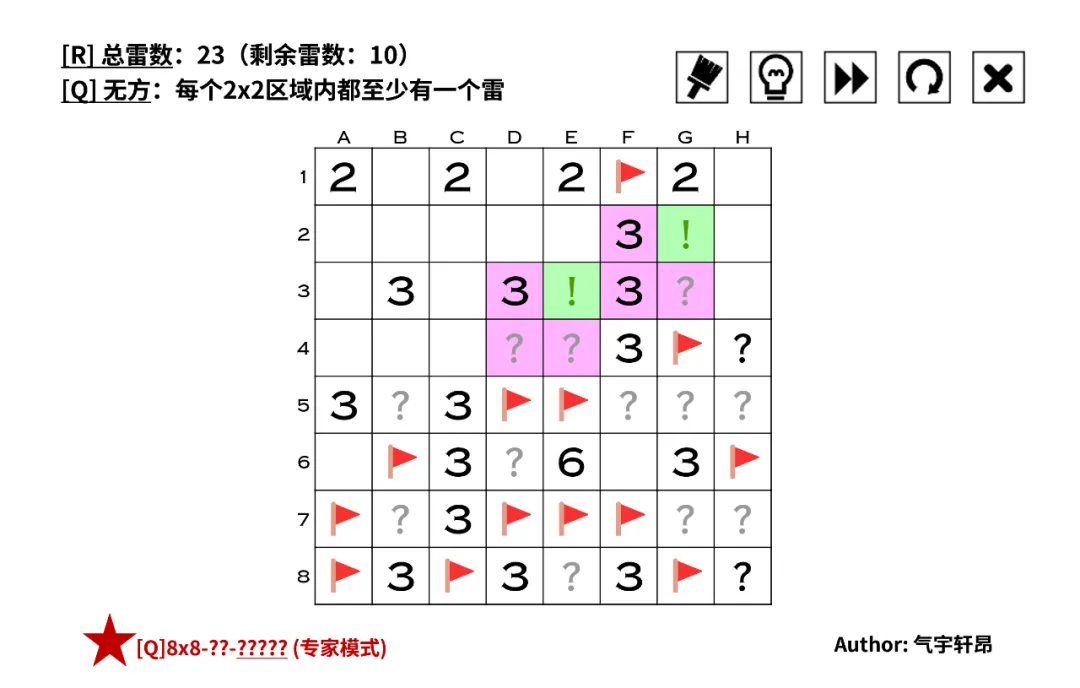 [R] 总雷数：23（剩余雷数：10）
[Q] 无方：每个2x2区域内都至少有一个雷
A B C D E F G H
1 2 2 2 2
2 3 !
3 3 3 ! 3 ?
4 ? ? 3 ?
5 3 ? 3 ? ? ?
6 3 ? 6 3
7 ? 3 ? ?
8 3 3 ? 3 ?
[Q]8x8-??-????? (专家模式)
Author: 气宇轩昂